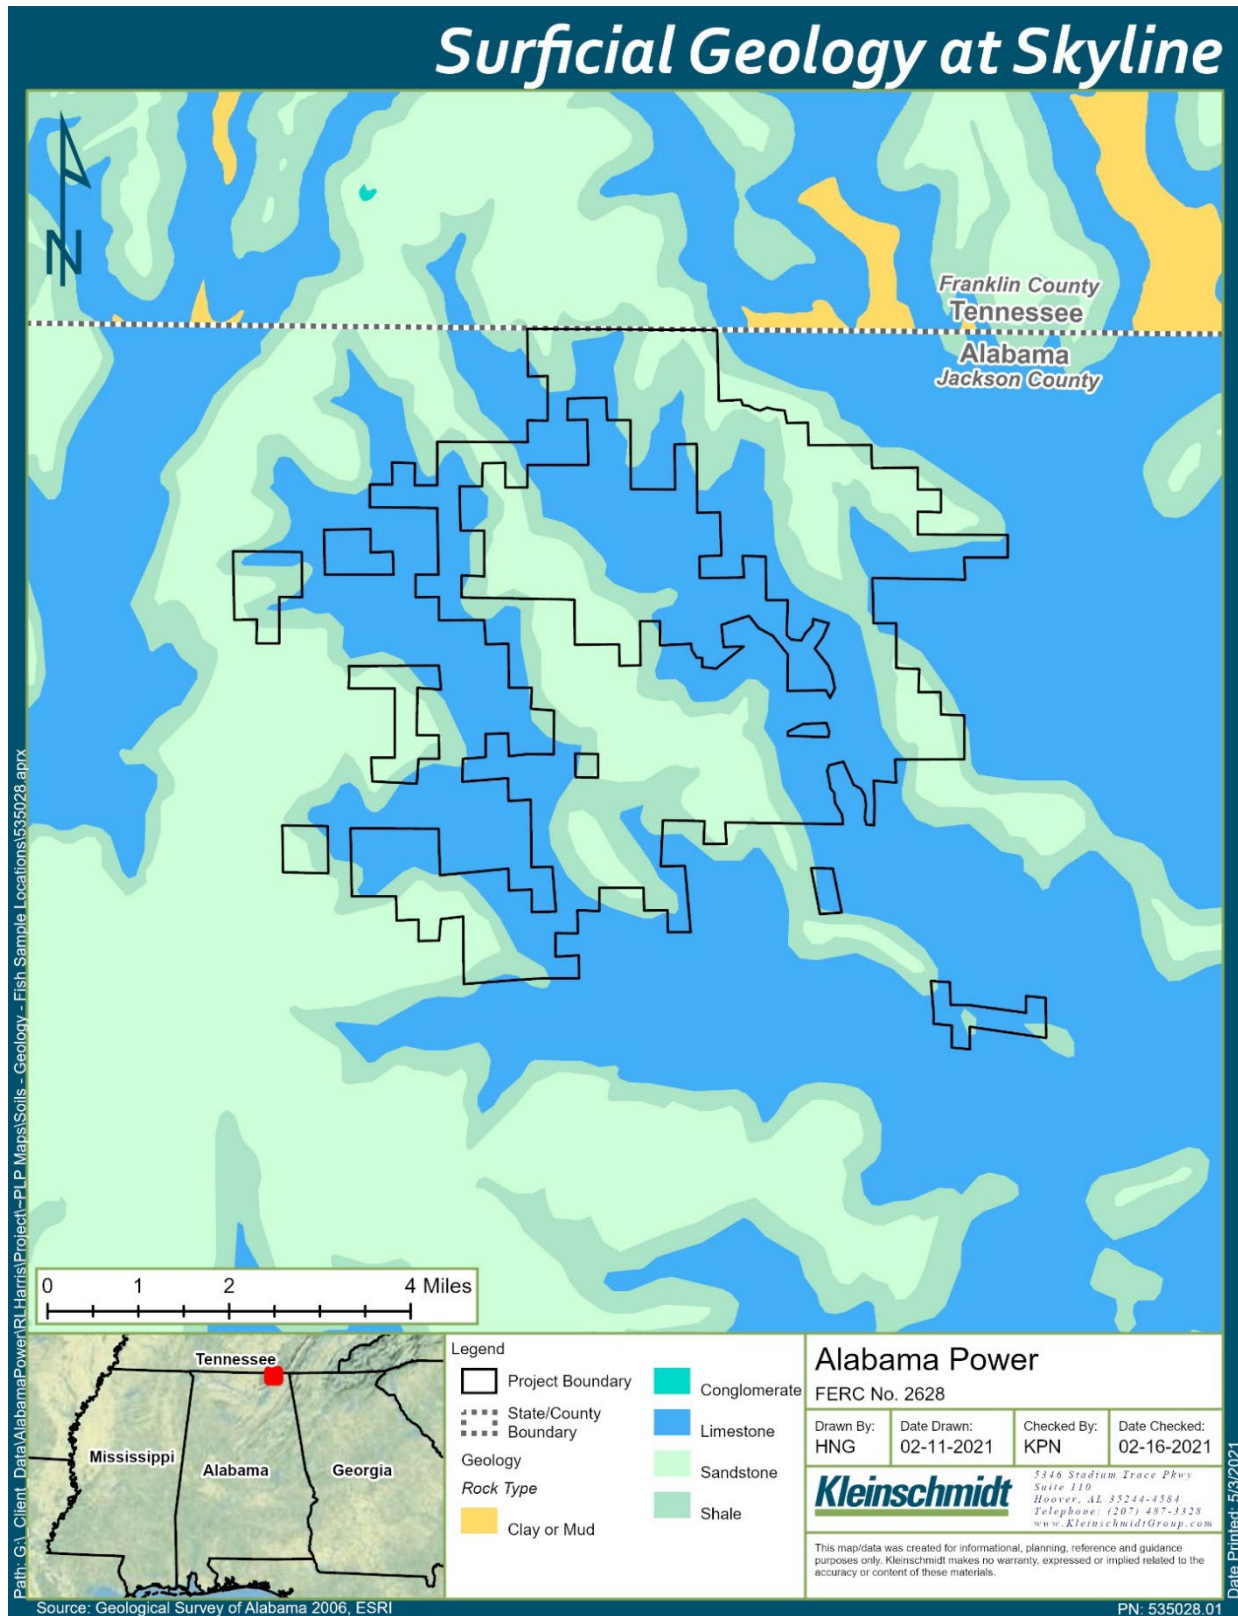 Surficial Geology at Skyline
N
Franklin County
Tennessee
Alabama
Jackson County
0 1 2 4 Miles
Tennessee
Mississippi
Alabama
Georgia
Legend
Project Boundary
State/County
Boundary
Geology
Rock Type
Clay or Mud
Conglomerate
Limestone
Sandstone
Shale
Alabama Power
FERC No. 2628
Drawn By:
HNG
Date Drawn:
02-11-2021
Checked By:
KPN
Date Checked:
02-16-2021
Kleinschmidt
5346 Stadium Trace Pkwy
Suite 110
Hoover, AL 35244-4584
Telephone: (207) 487-3328
www.KleinschmidtGroup.com
This map/data was created for informational, planning, reference and guidance
purposes only. Kleinschmidt makes no warranty, expressed or implied related to the
accuracy or content of these materials.
Path: G:\_Client_Data\AlabamaPower\RLHarris\Project\~PLP Maps\Soils - Geology - Fish Sample Locations\535028.aprx
Date Printed: 5/3/2021
Source: Geological Survey of Alabama 2006, ESRI
PN: 535028.01